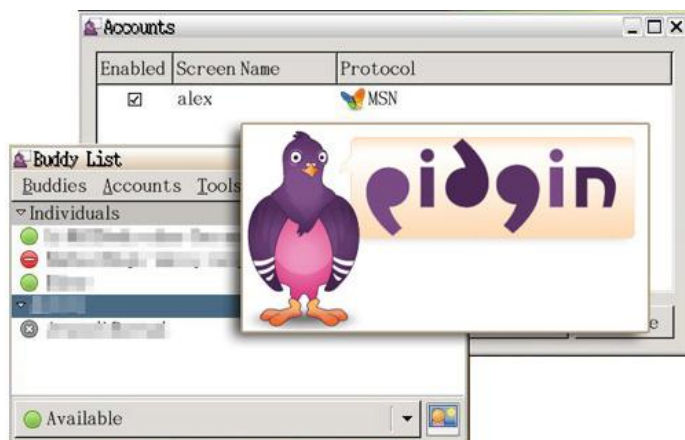 Accounts
Enabled Screen Name Protocol
alex MSN
pidgin
Buddy List
Buddies Accounts Tools
Individuals
Available